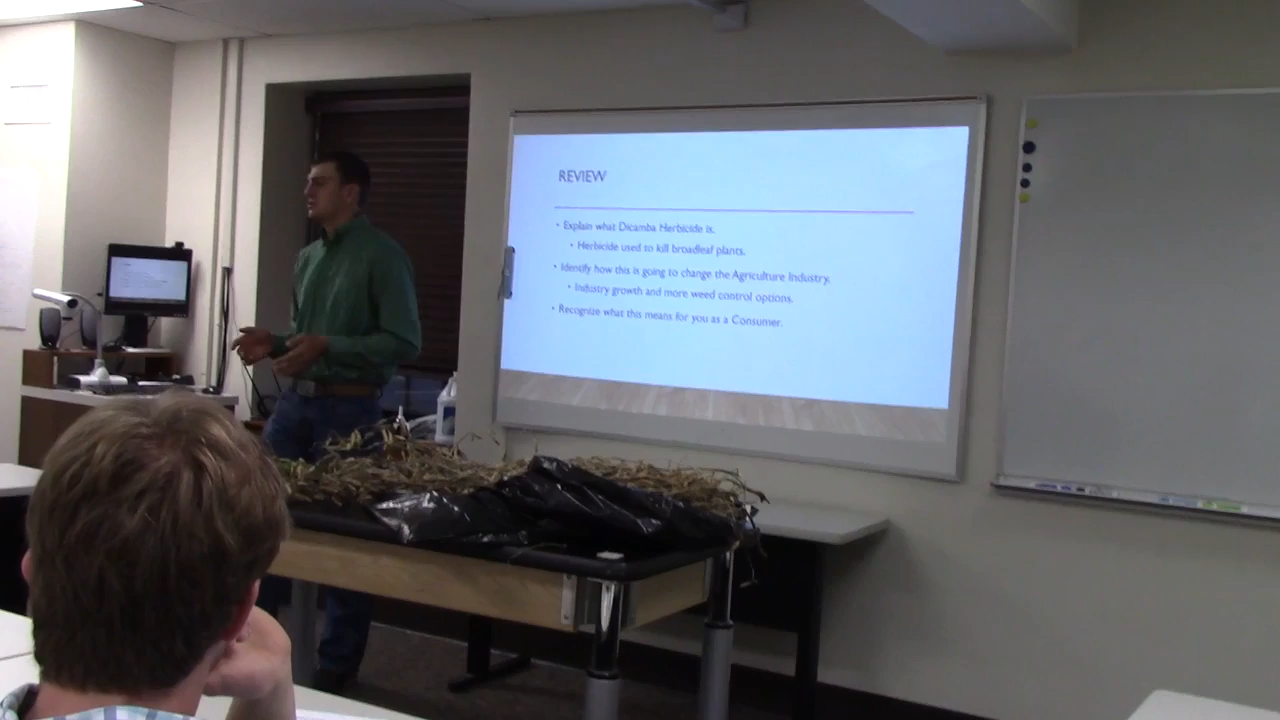 REVIEW
• Explain what Dicamba Herbicide is.
• Herbicide used to kill broadleaf plants.
• Identify how this is going to change the Agriculture Industry.
• Industry growth and more weed control options.
• Recognize what this means for you as a Consumer.